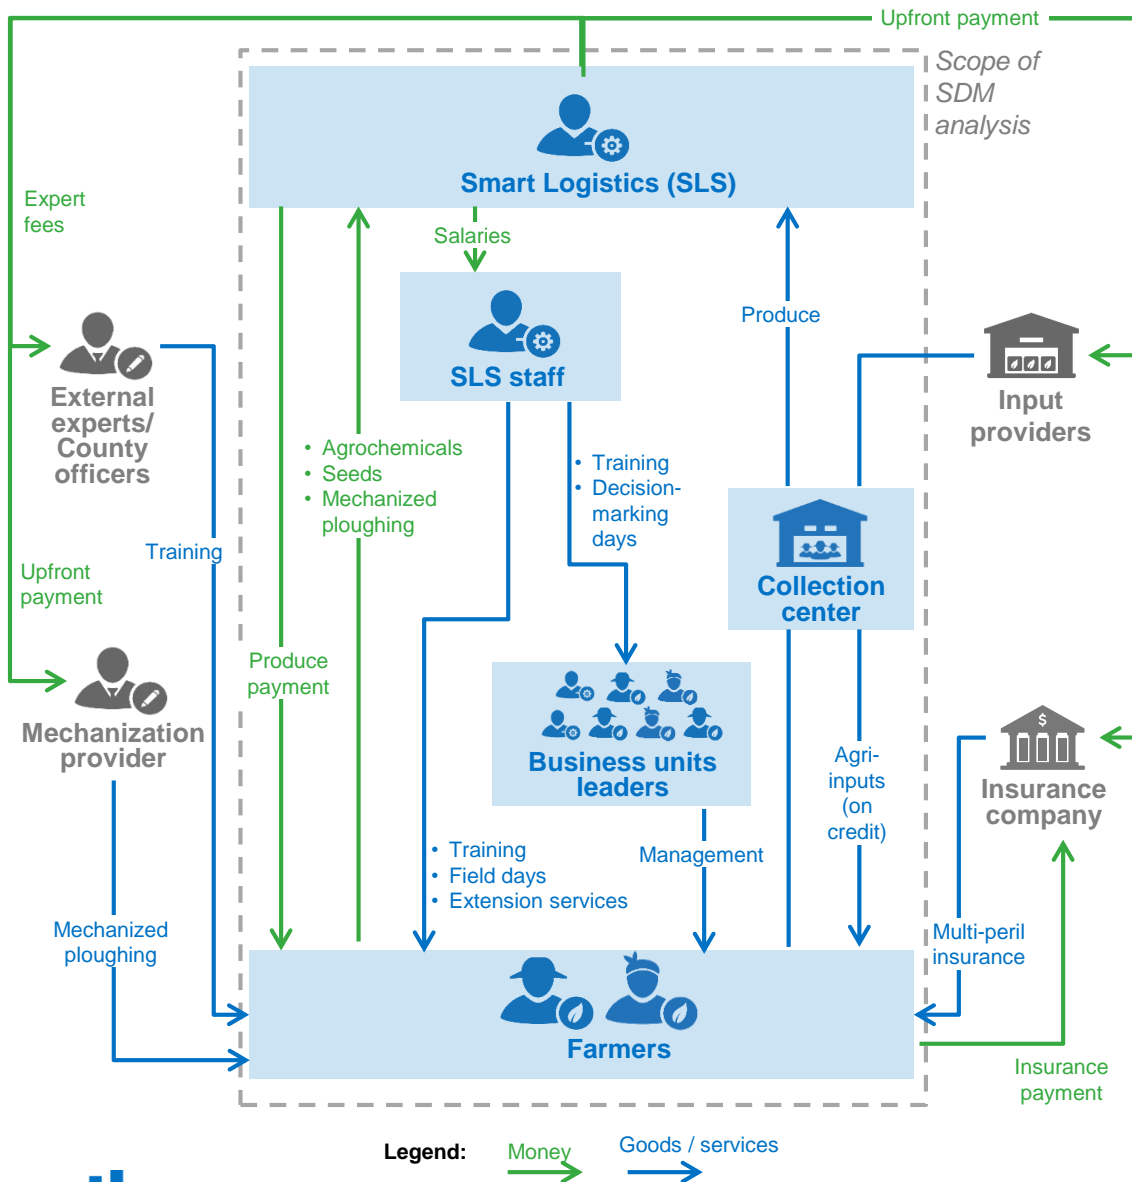 Upfront payment
Scope of
SDM
analysis
Smart Logistics (SLS)
Expert
fees
Salaries
Produce
SLS staff
External
experts/
County
officers
Input
providers
• Agrochemicals
• Seeds
• Mechanized
ploughing
• Training
• Decision-
marking
days
Training
Upfront
payment
Collection
center
Produce
payment
Mechanization
provider
Business units
leaders
Agri-
inputs
(on
credit)
$
Insurance
company
• Training
• Field days
• Extension services
Management
Mechanized
ploughing
Multi-peril
insurance
Farmers
Insurance
payment
Legend:
Money
Goods / services